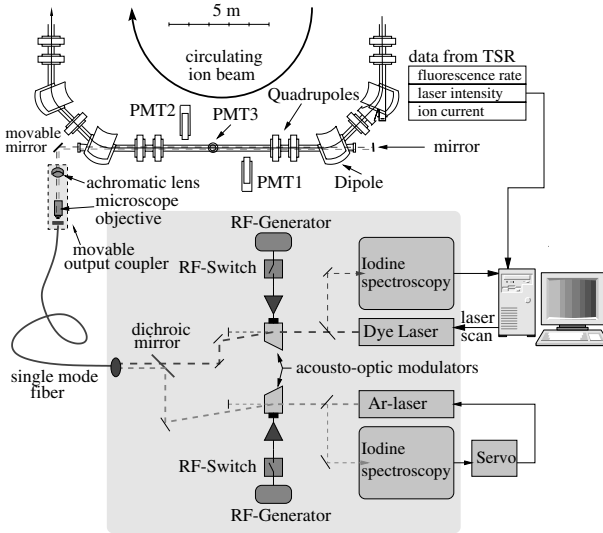 5 m
circulating
ion beam
data from TSR
fluorescence rate
laser intensity
ion current
PMT2
PMT3
Quadrupoles
movable
mirror
mirror
PMT1
Dipole
achromatic lens
microscope
objective
movable
output coupler
RF-Generator
RF-Switch
Iodine
spectroscopy
dichroic
mirror
Dye Laser
laser
scan
single mode
fiber
acousto-optic modulators
Ar-laser
RF-Switch
Iodine
spectroscopy
Servo
RF-Generator